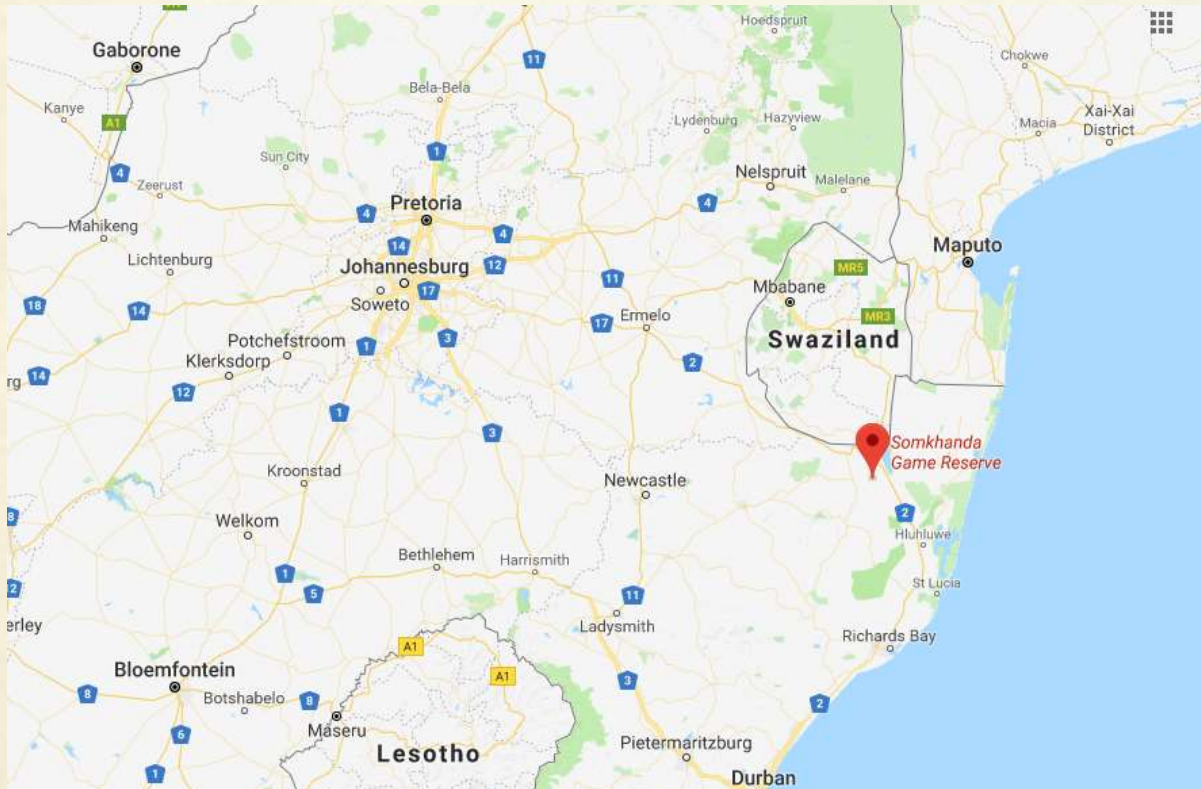 Hoedspruit
Gaborone
11
Chokwe
Bela-Bela
Kanye
A1
Lydenburg
Hazyview
Macia
Xai-Xai
District
1
Sun City
4
Zeerust
Nelspruit
Malelane
Pretoria
4
4
Mahikeng
4
14
Maputo
Lichtenburg
Johannesburg
12
MR5
11
Soweto
17
Mbabane
18
14
17
Ermelo
MR3
Potchefstroom
1
3
Swaziland
Klerksdorp
2
rg
14
12
1
3
Somkhanda
Game Reserve
Kroonstad
Newcastle
8
Welkom
2
Hluhluwe
Bethlehem
Harrismith
1
5
St Lucia
12
11
erley
Ladysmith
Richards Bay
A1
Bloemfontein
A1
3
8
Botshabelo
8
2
Maseru
6
Lesotho
Pietermaritzburg
1
Durban